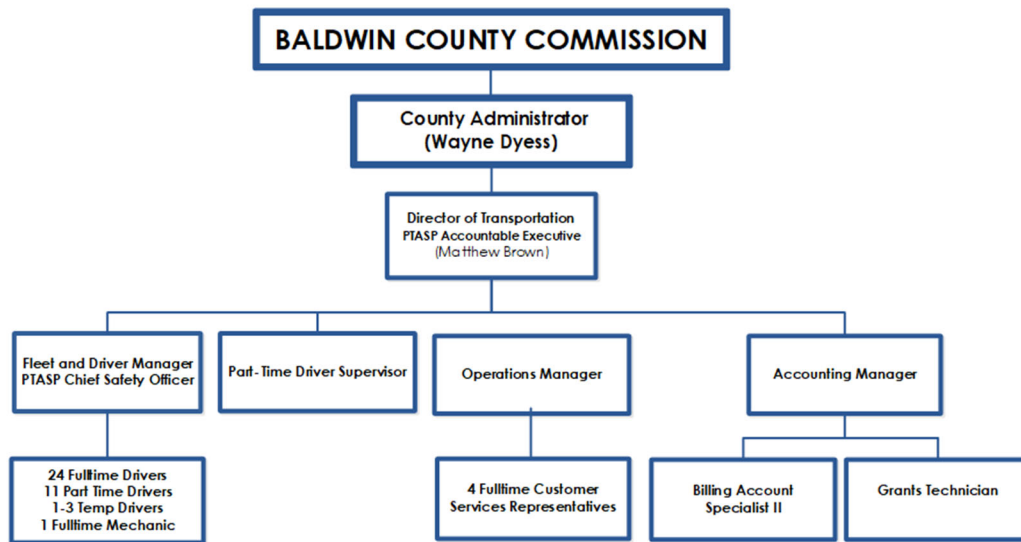 BALDWIN COUNTY COMMISSION
County Administrator
(Wayne Dyess)
Director of Transportation
PTASP Accountable Executive
(Matthew Brown)
Fleet and Driver Manager
PTASP Chief Safety Officer
Part-Time Driver Supervisor
Operations Manager
Accounting Manager
24 Fulltime Drivers
11 Part Time Drivers
1-3 Temp Drivers
1 Fulltime Mechanic
4 Fulltime Customer
Services Representatives
Billing Account
Specialist II
Grants Technician